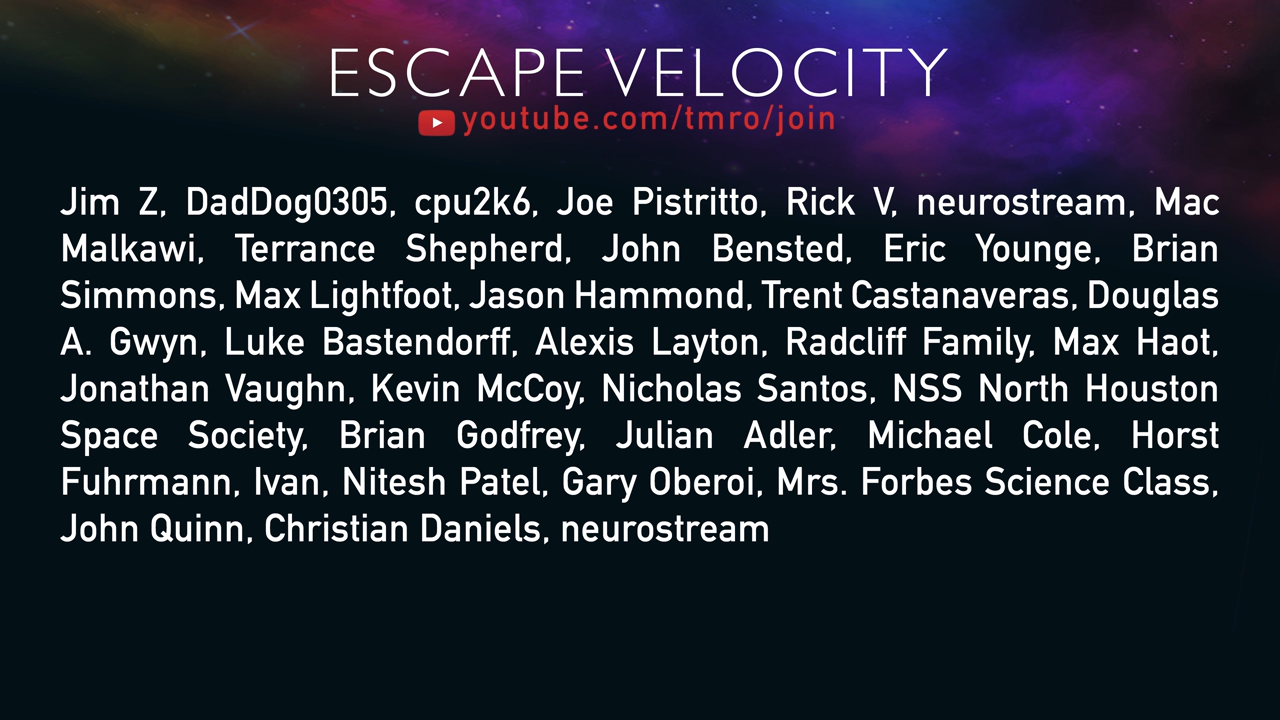 ESCAPE VELOCITY
youtube.com/tmro/join
Jim Z, DadDog0305, cpu2k6, Joe Pistritto, Rick V, neurostream, Mac
Malkawi, Terrance Shepherd, John Bensted, Eric Younge, Brian
Simmons, Max Lightfoot, Jason Hammond, Trent Castanaveras, Douglas
A. Gwyn, Luke Bastendorff, Alexis Layton, Radcliff Family, Max Haot,
Jonathan Vaughn, Kevin McCoy, Nicholas Santos, NSS North Houston
Space Society, Brian Godfrey, Julian Adler, Michael Cole, Horst
Fuhrmann, Ivan, Nitesh Patel, Gary Oberoi, Mrs. Forbes Science Class,
John Quinn, Christian Daniels, neurostream